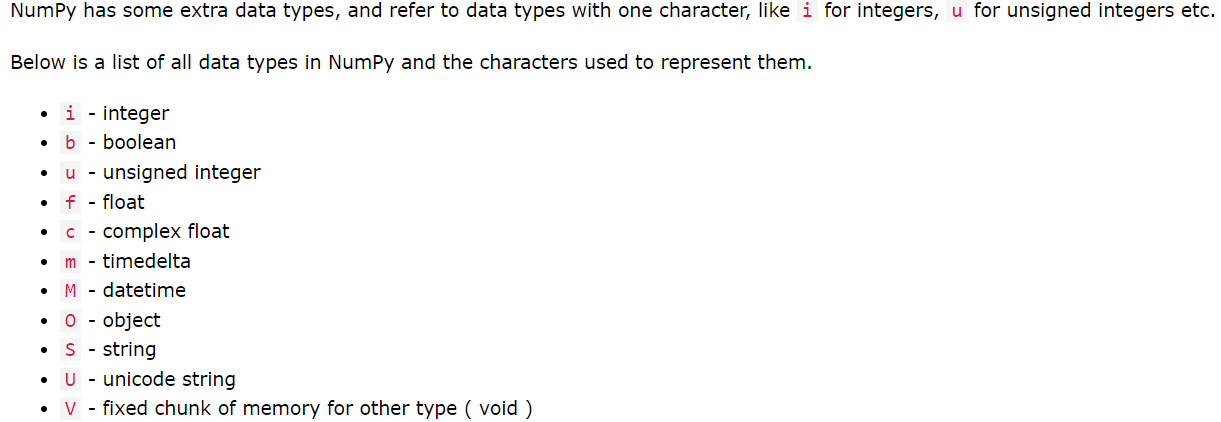 NumPy has some extra data types, and refer to data types with one character, like i for integers, u for unsigned integers etc.
Below is a list of all data types in NumPy and the characters used to represent them.
• i - integer
• b - boolean
• u - unsigned integer
• f - float
• c - complex float
• m - timedelta
• M - datetime
• O - object
• S - string
• U - unicode string
• V - fixed chunk of memory for other type ( void )